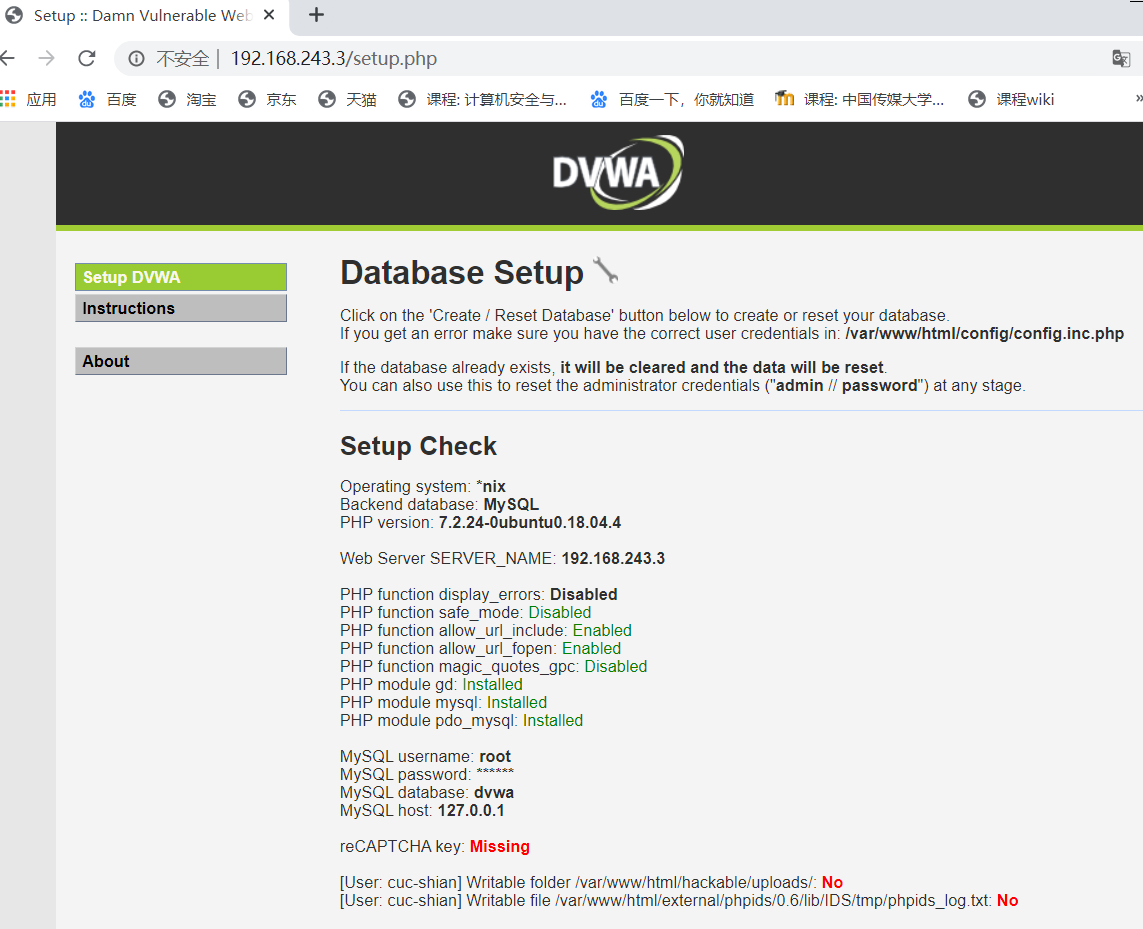 Setup :: Damn Vulnerable Web
不安全 | 192.168.243.3/setup.php
应用 百度 淘宝 京东 天猫 课程: 计算机安全与... 百度一下，你就知道 课程: 中国传媒大学... 课程wiki »
DVWA
Setup DVWA
Instructions
About
Database Setup
Click on the 'Create / Reset Database' button below to create or reset your database.
If you get an error make sure you have the correct user credentials in: /var/www/html/config/config.inc.php
If the database already exists, it will be cleared and the data will be reset.
You can also use this to reset the administrator credentials ("admin // password") at any stage.
Setup Check
Operating system: *nix
Backend database: MySQL
PHP version: 7.2.24-0ubuntu0.18.04.4
Web Server SERVER_NAME: 192.168.243.3
PHP function display_errors: Disabled
PHP function safe_mode: Disabled
PHP function allow_url_include: Enabled
PHP function allow_url_fopen: Enabled
PHP function magic_quotes_gpc: Disabled
PHP module gd: Installed
PHP module mysql: Installed
PHP module pdo_mysql: Installed
MySQL username: root
MySQL password: ******
MySQL database: dvwa
MySQL host: 127.0.0.1
reCAPTCHA key: Missing
[User: cuc-shian] Writable folder /var/www/html/hackable/uploads/: No
[User: cuc-shian] Writable file /var/www/html/external/phpids/0.6/lib/IDS/tmp/phpids_log.txt: No